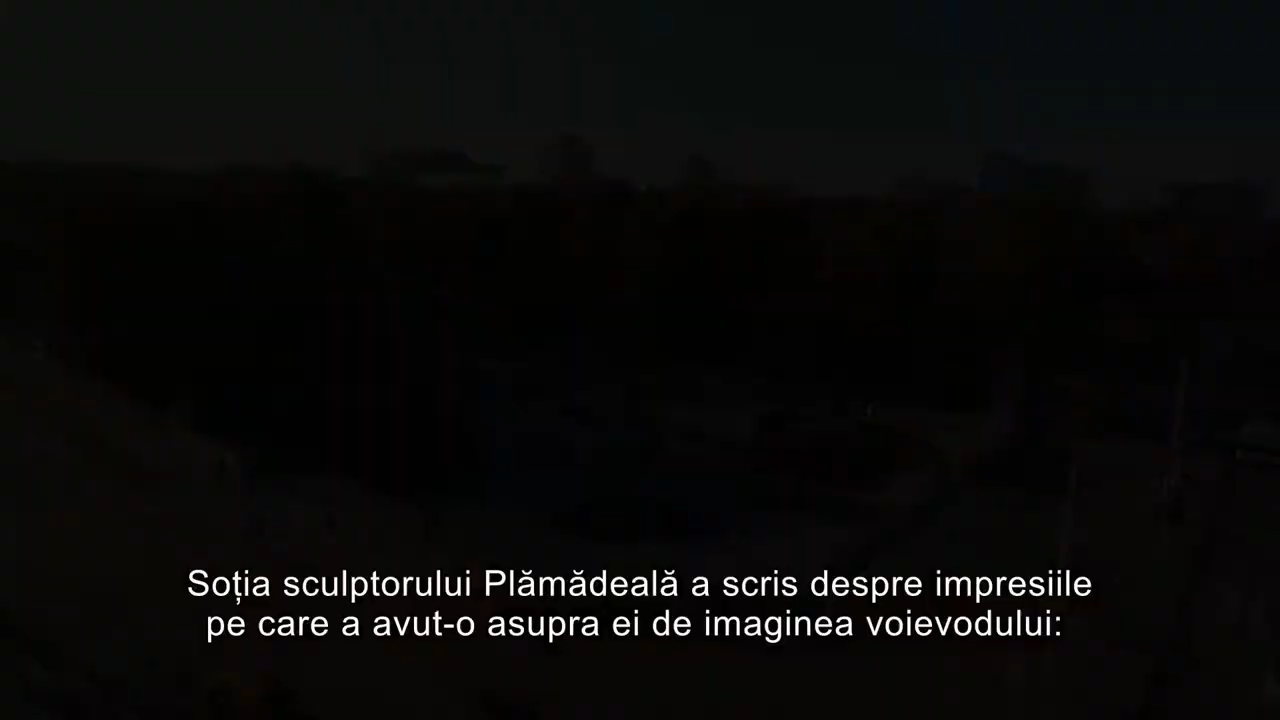 Soția sculptorului Plămădeală a scris despre impresiile
pe care a avut-o asupra ei de imaginea voievodului: